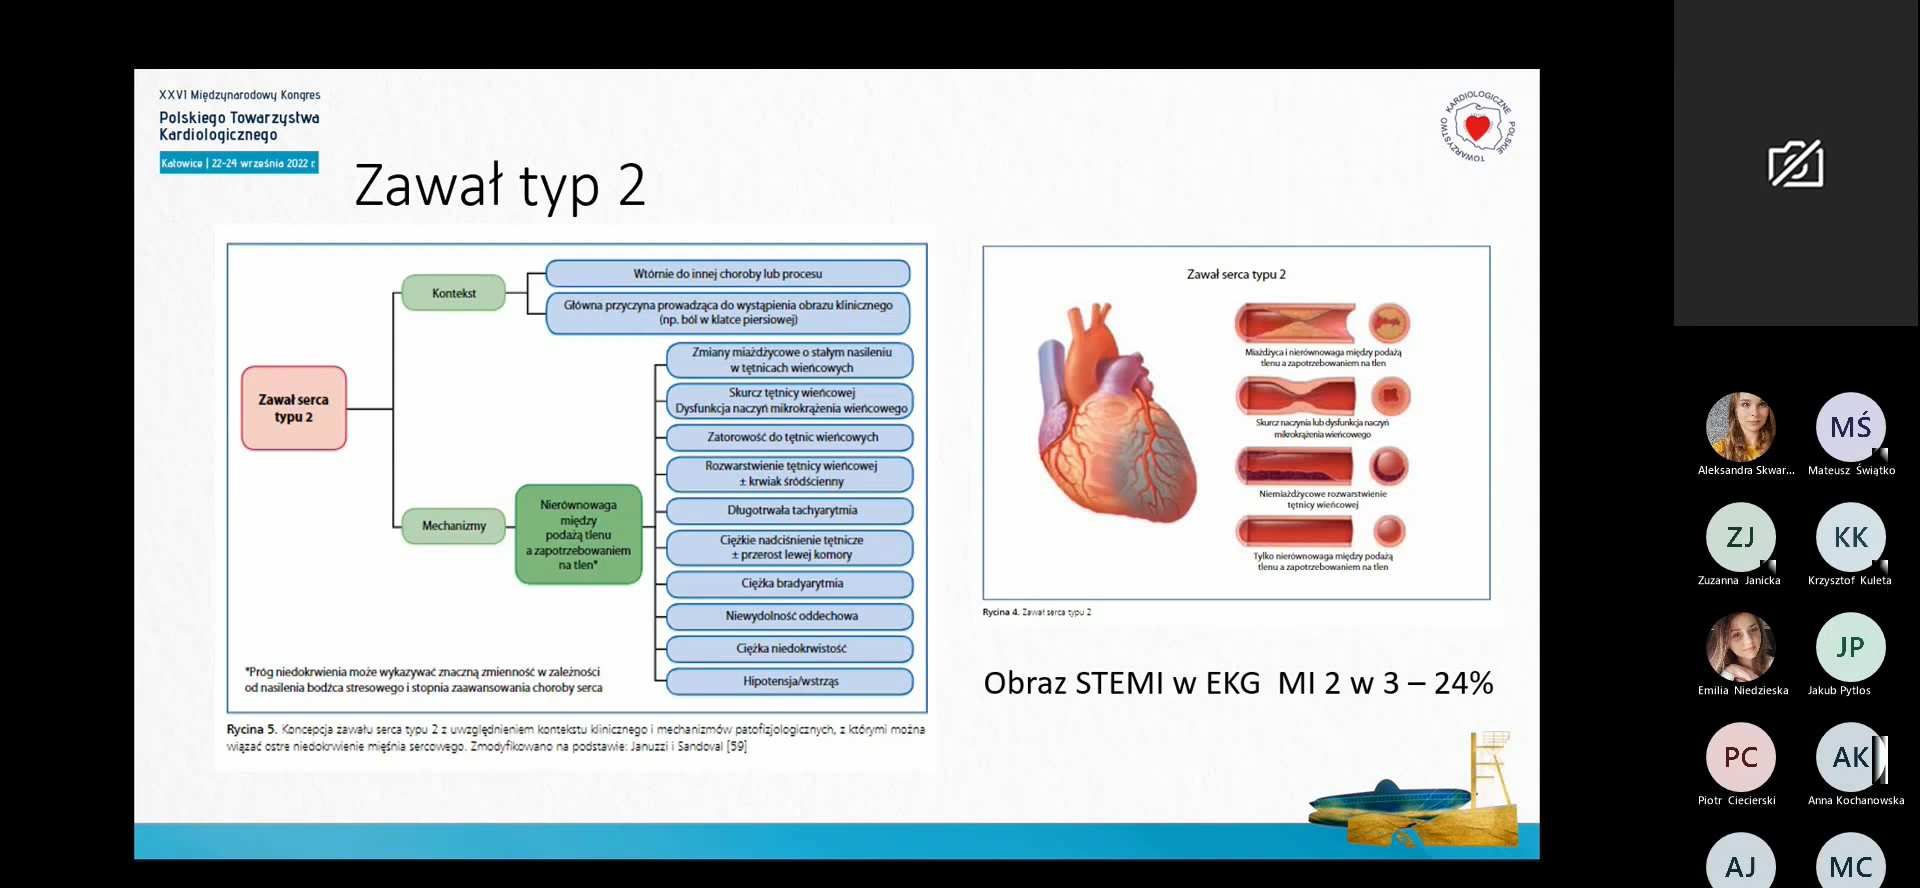 XXVI Międzynarodowy Kongres
Polskiego Towarzystwa
Kardiologicznego
Katowice | 22-24 września 2022 r.
POLSKIE TOWARZYSTWO KARDIOLOGICZNE
Zawał typ 2
Zawał serca
typu 2
Kontekst
Wtórnie do innej choroby lub procesu
Główna przyczyna prowadząca do wystąpienia obrazu klinicznego
(np. ból w klatce piersiowej)
Mechanizmy
Nierównowaga
między
podażą tlenu
a zapotrzebowaniem
na tlen*
Zmiany miażdżycowe o stałym nasileniu
w tętnicach wieńcowych
Skurcz tętnicy wieńcowej
Dysfunkcja naczyń mikrokrążenia wieńcowego
Zatorowość do tętnic wieńcowych
Rozwarstwienie tętnicy wieńcowej
± krwiak śródścienny
Długotrwała tachyarytmia
Ciężkie nadciśnienie tętnicze
± przerost lewej komory
Ciężka bradyarytmia
Niewydolność oddechowa
Ciężka niedokrwistość
Hipotensja/wstrząs
*Próg niedokrwienia może wykazywać znaczną zmienność w zależności
od nasilenia bodźca stresowego i stopnia zaawansowania choroby serca
Rycina 5. Koncepcja zawału serca typu 2 z uwzględnieniem kontekstu klinicznego i mechanizmów patofizjologicznych, z którymi można
wiązać ostre niedokrwienie mięśnia sercowego. Zmodyfikowano na podstawie: Januzzi i Sandoval [59]
Zawał serca typu 2
Miażdżyca i nierównowaga między podażą
tlenu a zapotrzebowaniem na tlen
Skurcz naczynia lub dysfunkcja naczyń
mikrokrążenia wieńcowego
Niemiażdżycowe rozwarstwienie
tętnicy wieńcowej
Tylko nierównowaga między podażą
tlenu a zapotrzebowaniem na tlen
Rycina 4. Zawał serca typu 2
Obraz STEMI w EKG MI 2 w 3 – 24%
Aleksandra Skwar...
MŚ
Mateusz Świątko
ZJ
Zuzanna Janicka
KK
Krzysztof Kuleta
Emilia Niedzieska
JP
Jakub Pytlos
PC
Piotr Ciecierski
AK
Anna Kochanowska
AJ
MC